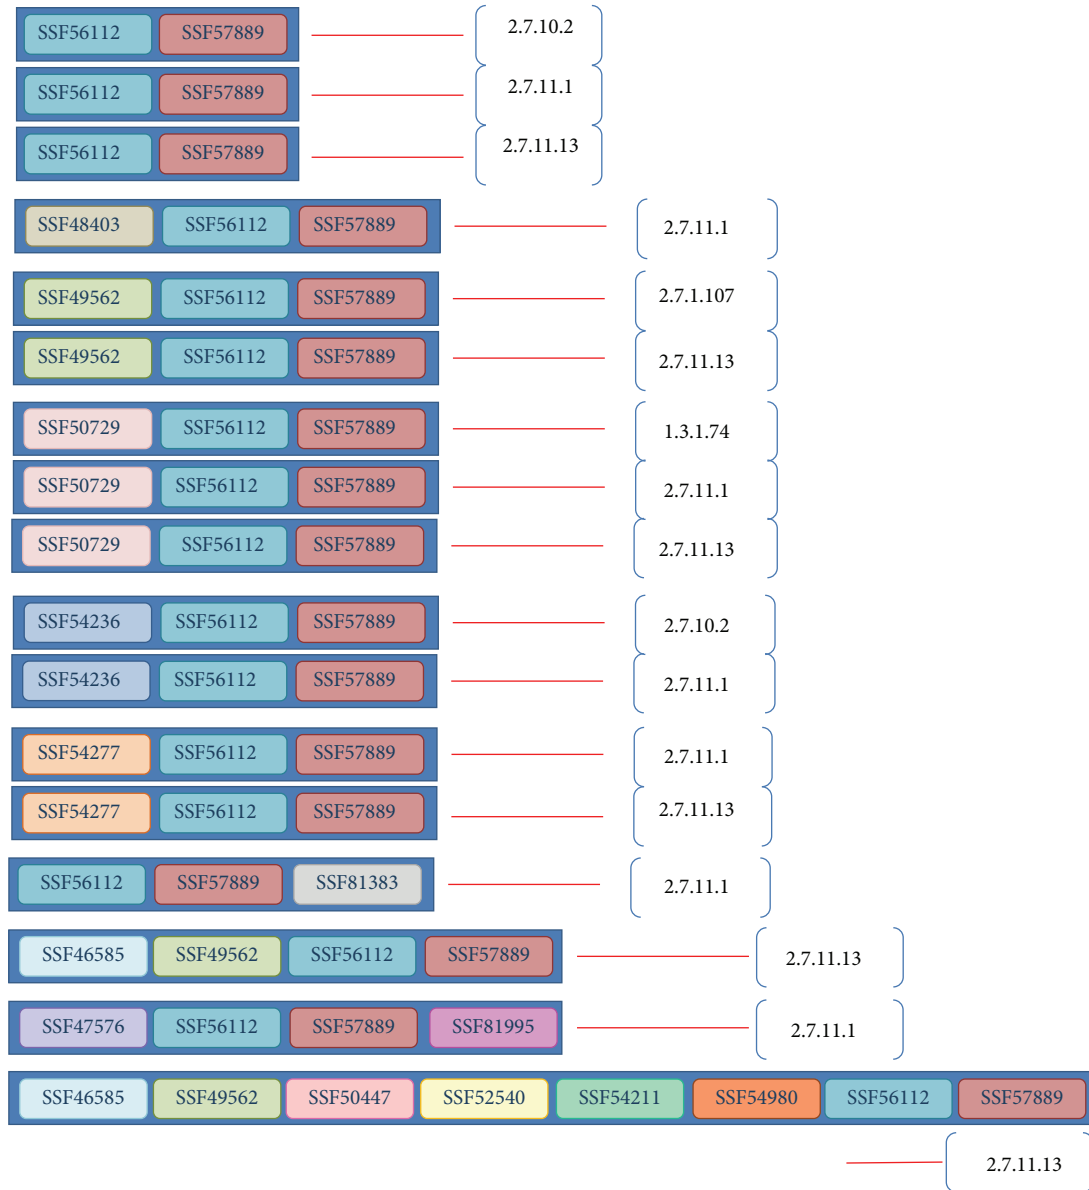 SSF56112 SSF57889 2.7.10.2
SSF56112 SSF57889 2.7.11.1
SSF56112 SSF57889 2.7.11.13
SSF48403 SSF56112 SSF57889 2.7.11.1
SSF49562 SSF56112 SSF57889 2.7.1.107
SSF49562 SSF56112 SSF57889 2.7.11.13
SSF50729 SSF56112 SSF57889 1.3.1.74
SSF50729 SSF56112 SSF57889 2.7.11.1
SSF50729 SSF56112 SSF57889 2.7.11.13
SSF54236 SSF56112 SSF57889 2.7.10.2
SSF54236 SSF56112 SSF57889 2.7.11.1
SSF54277 SSF56112 SSF57889 2.7.11.1
SSF54277 SSF56112 SSF57889 2.7.11.13
SSF56112 SSF57889 SSF81383 2.7.11.1
SSF46585 SSF49562 SSF56112 SSF57889 2.7.11.13
SSF47576 SSF56112 SSF57889 SSF81995 2.7.11.1
SSF46585 SSF49562 SSF50447 SSF52540 SSF54211 SSF54980 SSF56112 SSF57889
2.7.11.13